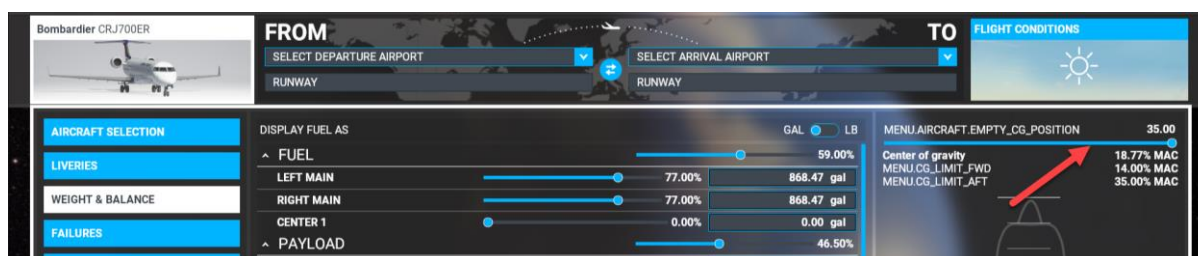 Bombardier CRJ700ER
FROM
SELECT DEPARTURE AIRPORT
RUNWAY
TO
SELECT ARRIVAL AIRPORT
RUNWAY
FLIGHT CONDITIONS
AIRCRAFT SELECTION
LIVERIES
WEIGHT & BALANCE
FAILURES
DISPLAY FUEL AS GAL LB
FUEL 59.00%
LEFT MAIN 77.00% 868.47 gal
RIGHT MAIN 77.00% 868.47 gal
CENTER 1 0.00% 0.00 gal
PAYLOAD 46.50%
MENU.AIRCRAFT.EMPTY_CG_POSITION 35.00
Center of gravity 18.77% MAC
MENU.CG_LIMIT_FWD 14.00% MAC
MENU.CG_LIMIT_AFT 35.00% MAC